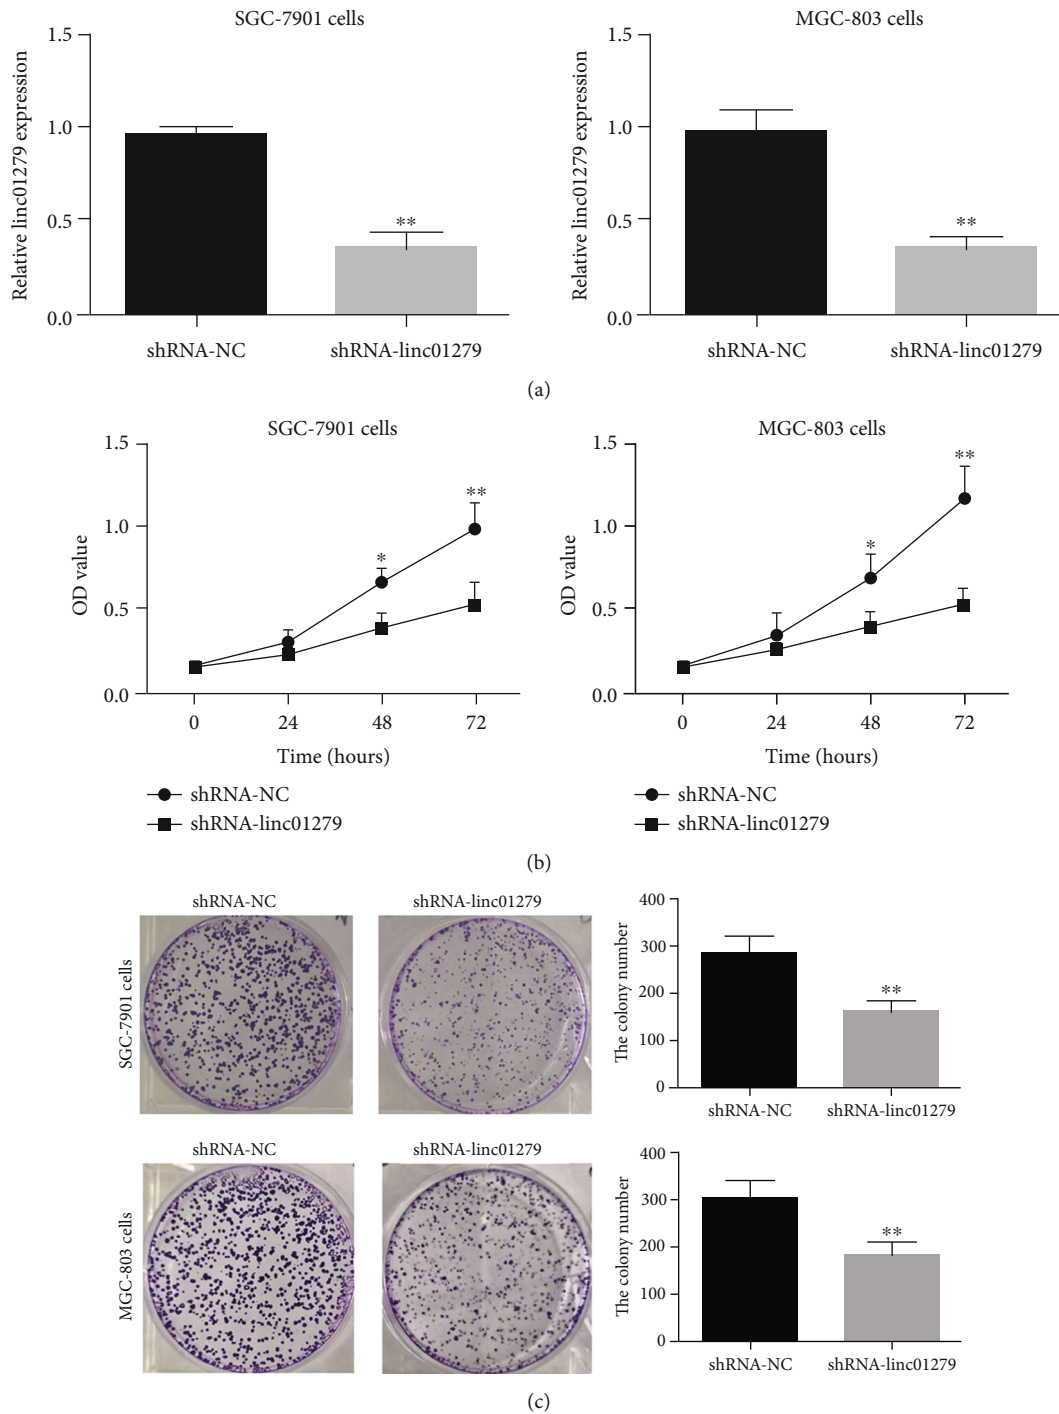 SGC-7901 cells
Relative linc01279 expression
1.5
1.0
0.5
0.0
**
shRNA-NC
shRNA-linc01279
MGC-803 cells
Relative linc01279 expression
1.5
1.0
0.5
0.0
**
shRNA-NC
shRNA-linc01279
(a)
SGC-7901 cells
OD value
1.5
1.0
0.5
0.0
*
**
0 24 48 72
Time (hours)
shRNA-NC
shRNA-linc01279
MGC-803 cells
OD value
1.5
1.0
0.5
0.0
*
**
0 24 48 72
Time (hours)
shRNA-NC
shRNA-linc01279
(b)
SGC-7901 cells
shRNA-NC
shRNA-linc01279
The colony number
400
300
200
100
0
**
shRNA-NC
shRNA-linc01279
MGC-803 cells
shRNA-NC
shRNA-linc01279
The colony number
400
300
200
100
0
**
shRNA-NC
shRNA-linc01279
(c)